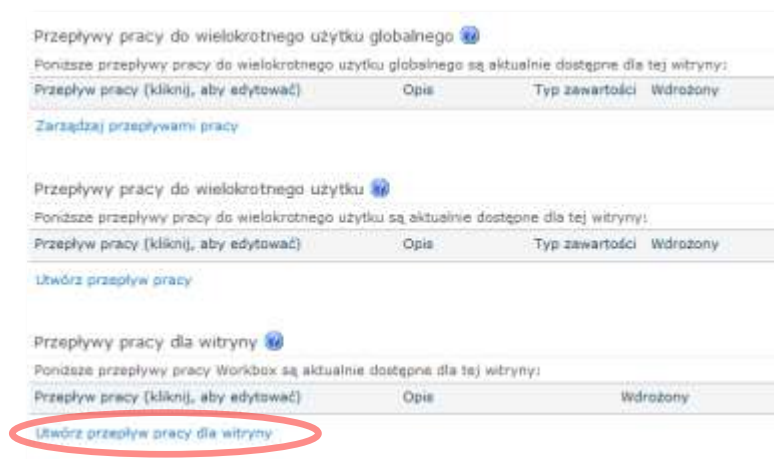 Przepływy pracy do wielokrotnego użytku globalnego
Poniższe przepływy pracy do wielokrotnego użytku globalnego są aktualnie dostępne dla tej witryny:
Przepływ pracy (kliknij, aby edytować) Opis Typ zawartości Wdrożony
Zarządzaj przepływami pracy
Przepływy pracy do wielokrotnego użytku
Poniższe przepływy pracy do wielokrotnego użytku są aktualnie dostępne dla tej witryny:
Przepływ pracy (kliknij, aby edytować) Opis Typ zawartości Wdrożony
Utwórz przepływ pracy
Przepływy pracy dla witryny
Poniższe przepływy pracy Workbox są aktualnie dostępne dla tej witryny:
Przepływ pracy (kliknij, aby edytować) Opis Wdrożony
Utwórz przepływ pracy dla witryny